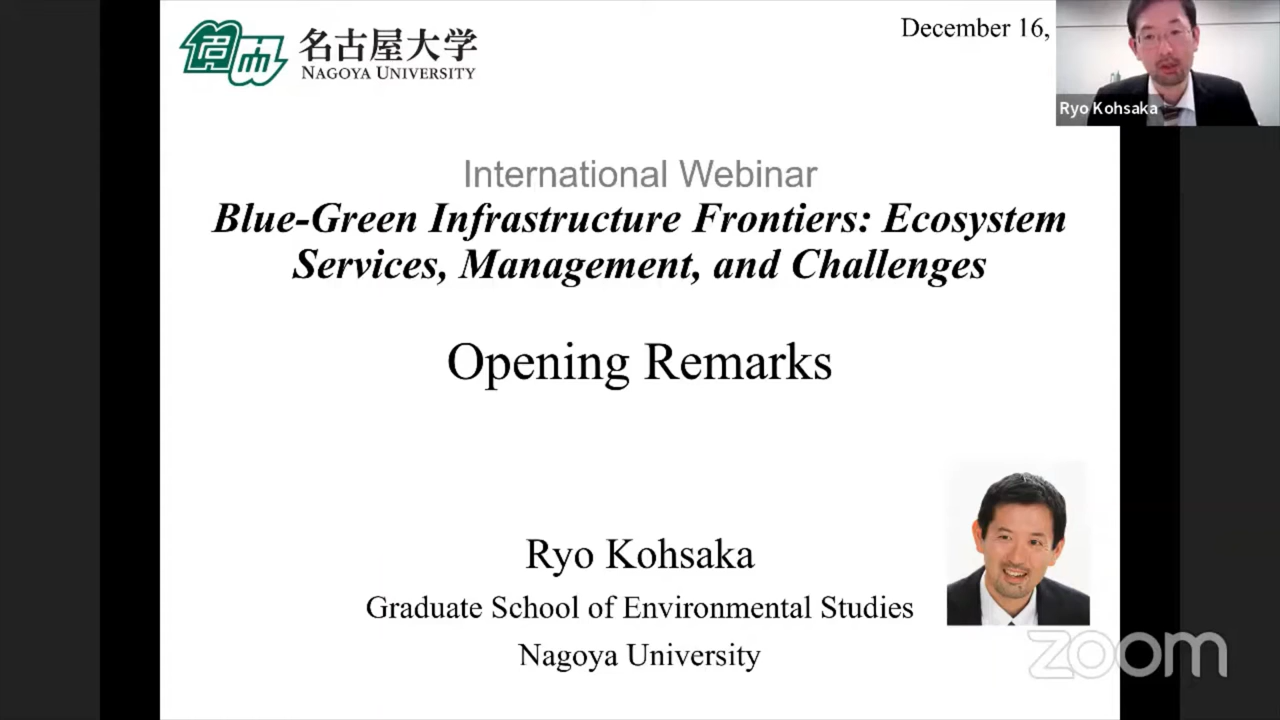 名古屋大学
NAGOYA UNIVERSITY
December 16,
Ryo Kohsaka
International Webinar
Blue-Green Infrastructure Frontiers: Ecosystem
Services, Management, and Challenges
Opening Remarks
Ryo Kohsaka
Graduate School of Environmental Studies
Nagoya University
zoom